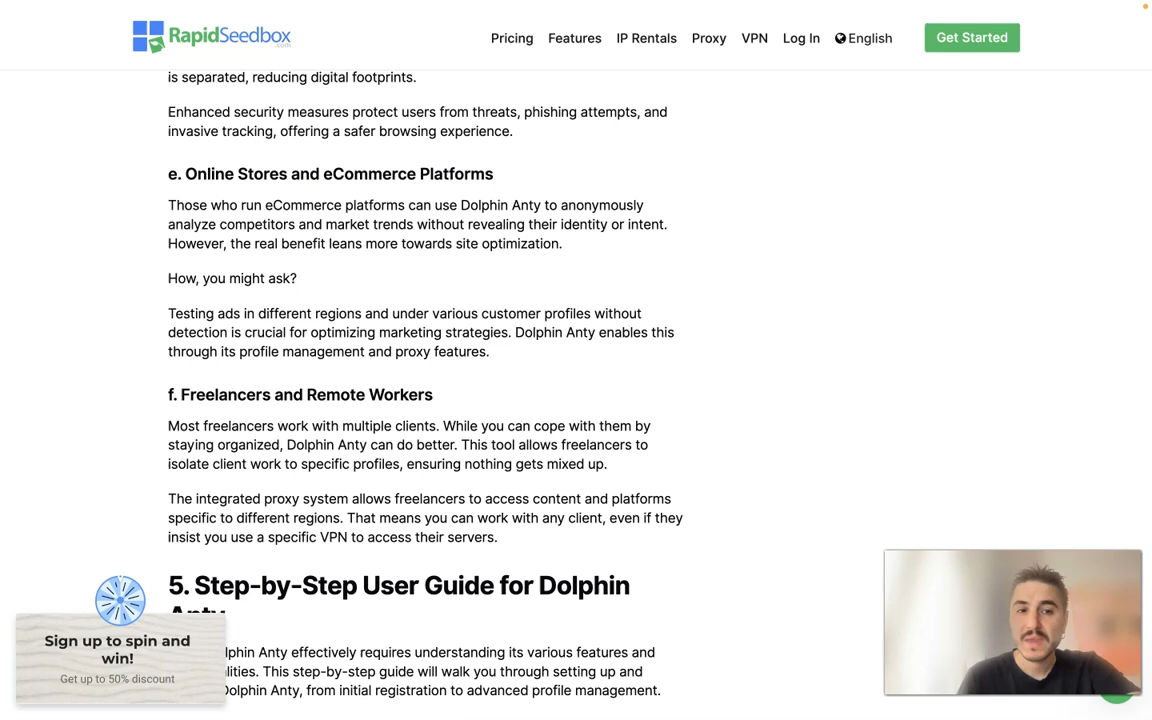 RapidSeedbox
.com
Pricing Features IP Rentals Proxy VPN Log In English Get Started
is separated, reducing digital footprints.
Enhanced security measures protect users from threats, phishing attempts, and
invasive tracking, offering a safer browsing experience.
e. Online Stores and eCommerce Platforms
Those who run eCommerce platforms can use Dolphin Anty to anonymously
analyze competitors and market trends without revealing their identity or intent.
However, the real benefit leans more towards site optimization.
How, you might ask?
Testing ads in different regions and under various customer profiles without
detection is crucial for optimizing marketing strategies. Dolphin Anty enables this
through its profile management and proxy features.
f. Freelancers and Remote Workers
Most freelancers work with multiple clients. While you can cope with them by
staying organized, Dolphin Anty can do better. This tool allows freelancers to
isolate client work to specific profiles, ensuring nothing gets mixed up.
The integrated proxy system allows freelancers to access content and platforms
specific to different regions. That means you can work with any client, even if they
insist you use a specific VPN to access their servers.
5. Step-by-Step User Guide for Dolphin
Anty
lphin Anty effectively requires understanding its various features and
lities. This step-by-step guide will walk you through setting up and
Dolphin Anty, from initial registration to advanced profile management.
Sign up to spin and
win!
Get up to 50% discount